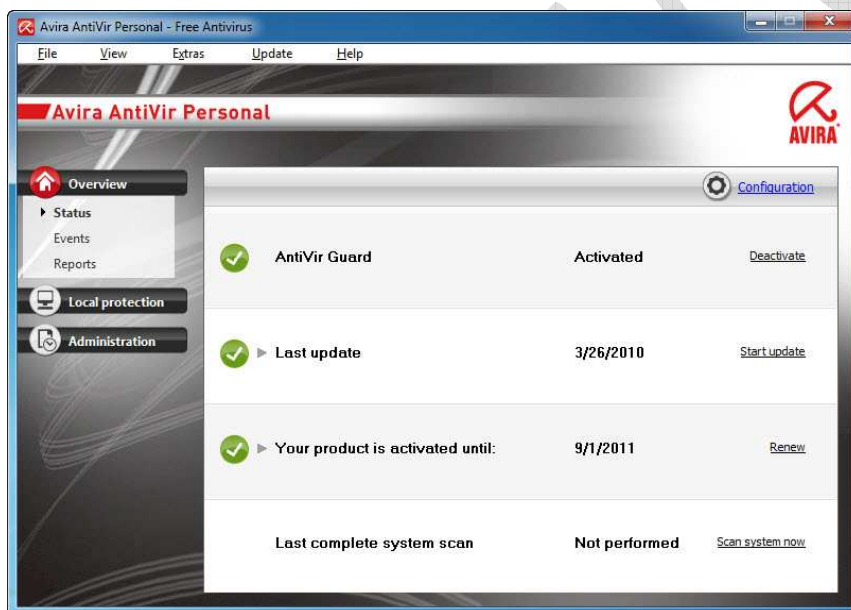 Avira AntiVir Personal - Free Antivirus
File View Extras Update Help
Avira AntiVir Personal
AVIRA
Overview
Configuration
Status
Events
Reports
Local protection
Administration
AntiVir Guard Activated Deactivate
Last update 3/26/2010 Start update
Your product is activated until: 9/1/2011 Renew
Last complete system scan Not performed Scan system now